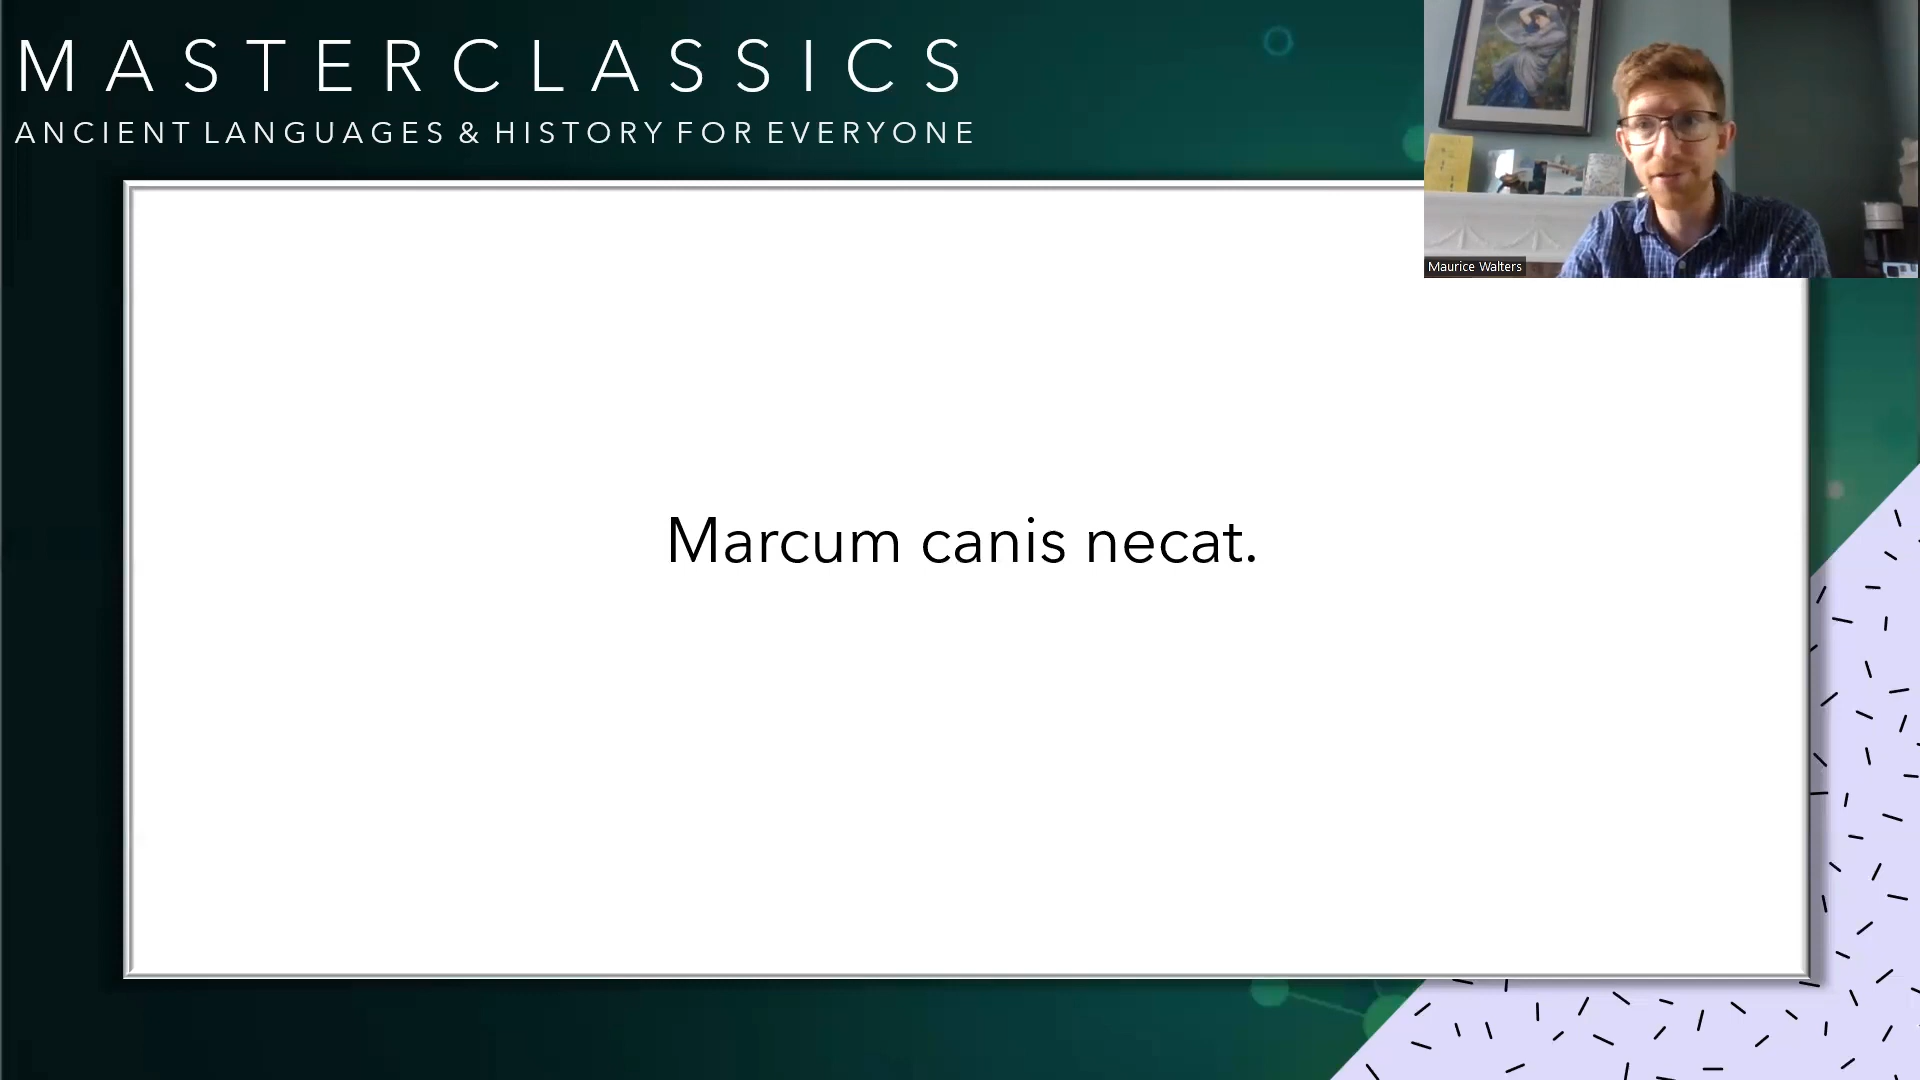 MASTERCLASSICS
ANCIENT LANGUAGES & HISTORY FOR EVERYONE
Maurice Walters
Marcum canis necat.